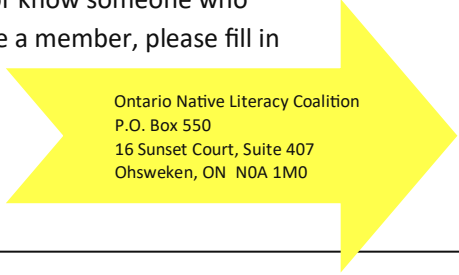 or know someone who
e a member, please fill in
Ontario Native Literacy Coalition
P.O. Box 550
16 Sunset Court, Suite 407
Ohsweken, ON N0A 1M0